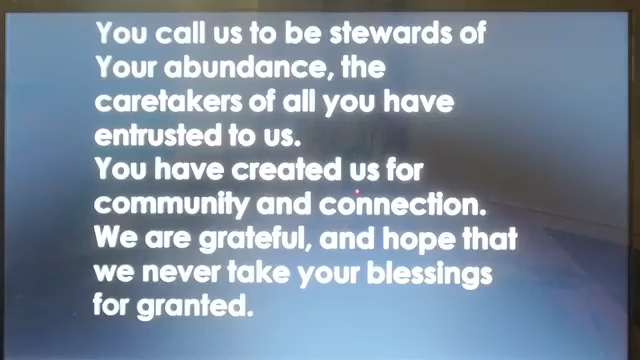 You call us to be stewards of
Your abundance, the
caretakers of all you have
entrusted to us.
You have created us for
community and connection.
We are grateful, and hope that
we never take your blessings
for granted.